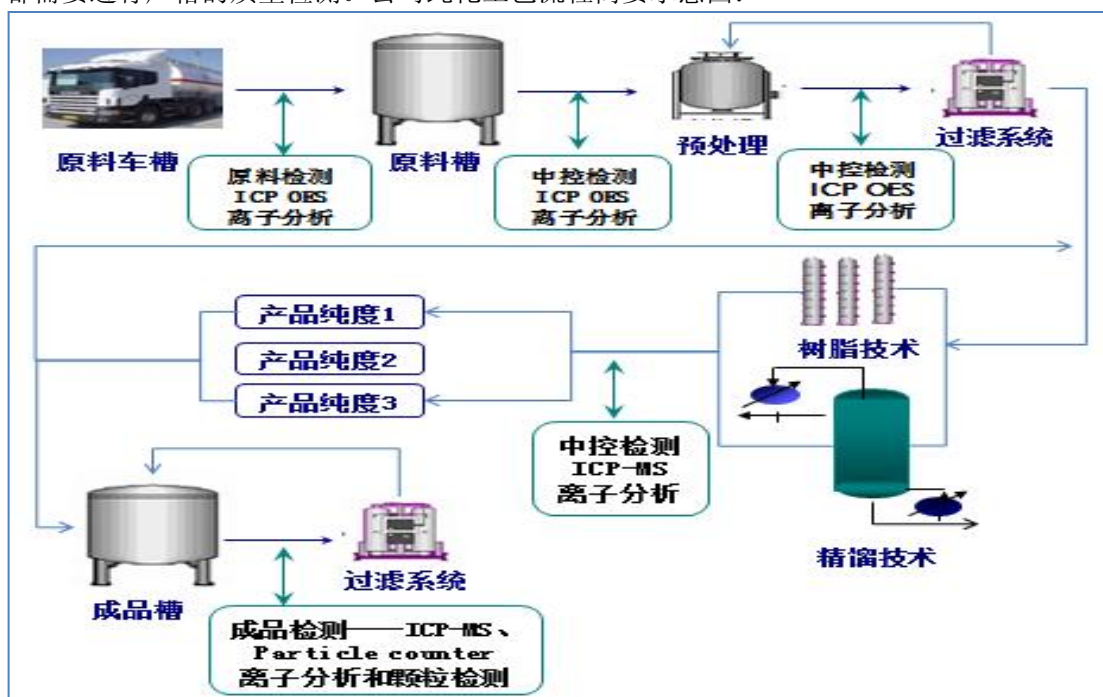 原料车槽
原料槽
预处理
过滤系统
原料检测
ICP OES
离子分析
中控检测
ICP OES
离子分析
中控检测
ICP OES
离子分析
产品纯度1
产品纯度2
产品纯度3
树脂技术
中控检测
ICP-MS
离子分析
精馏技术
成品槽
过滤系统
成品检测——ICP-MS、
Particle counter
离子分析和颗粒检测